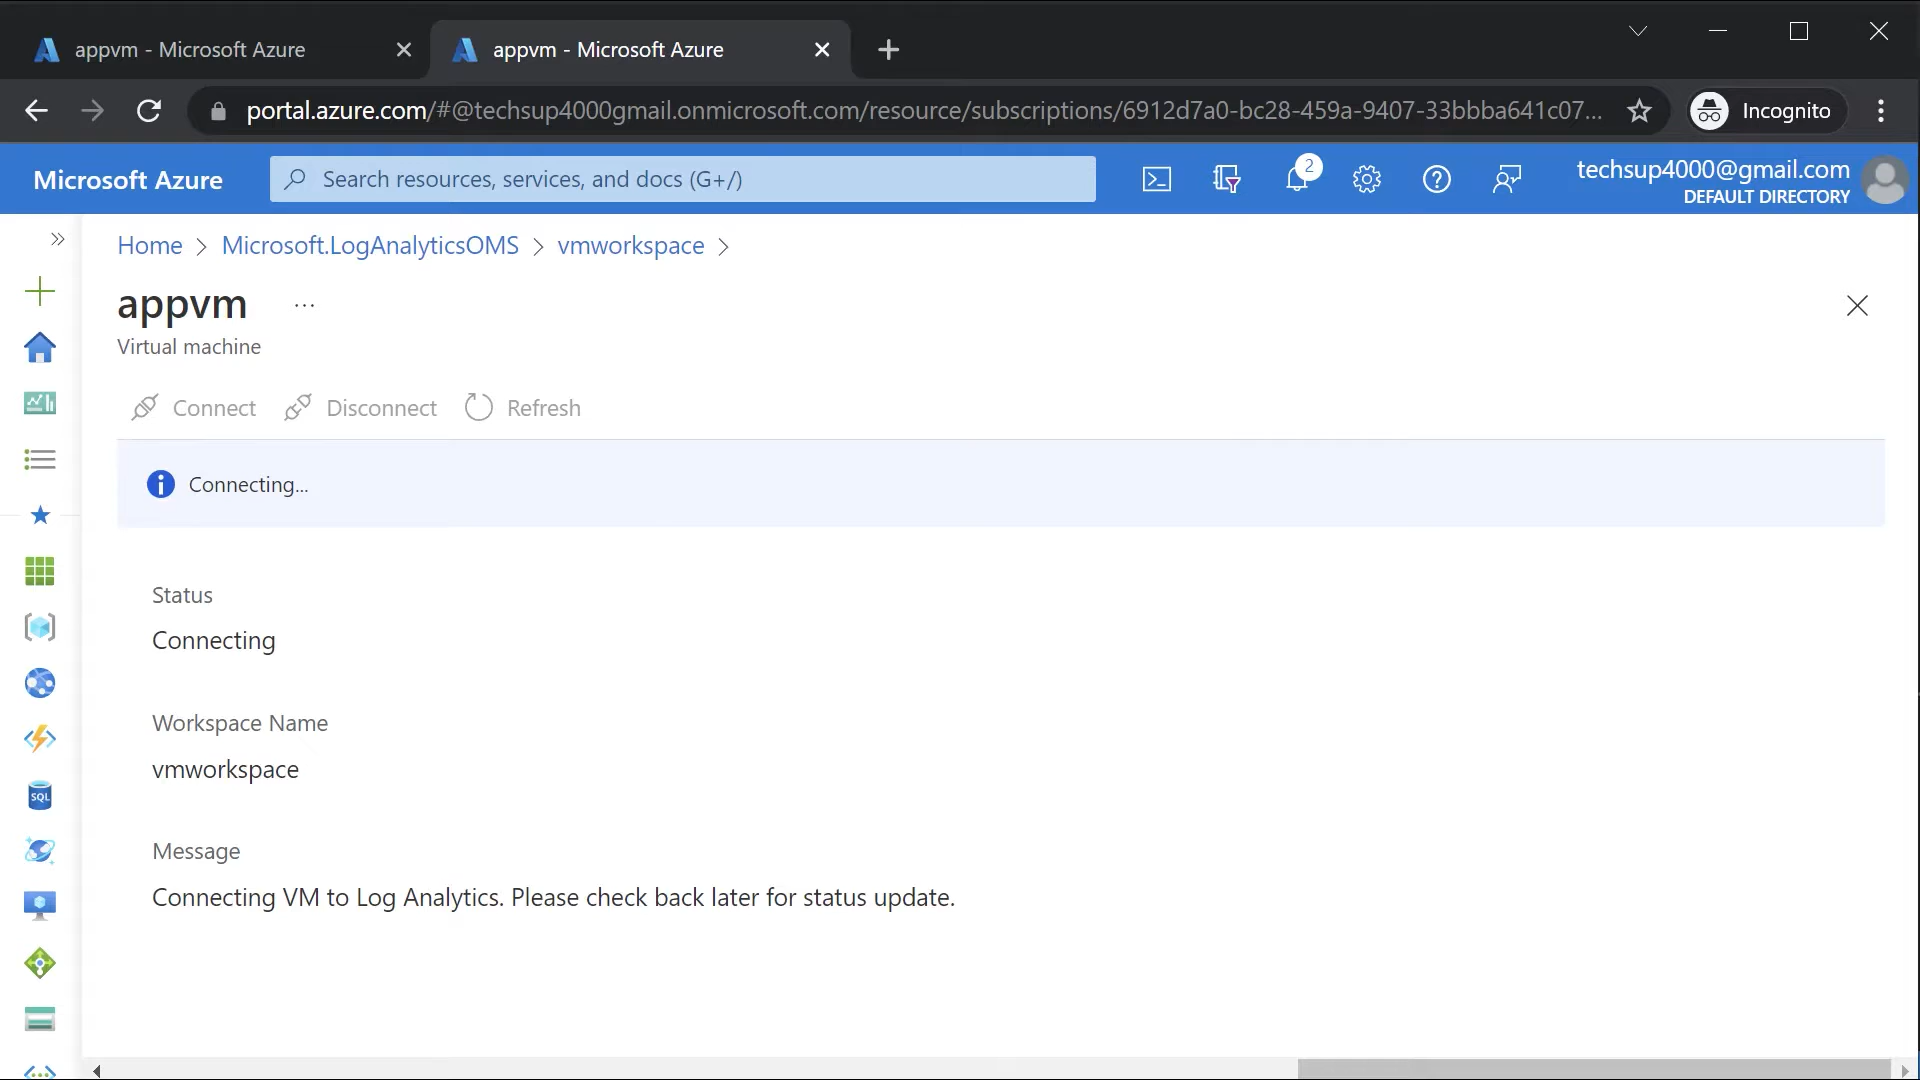 appvm - Microsoft Azure
appvm - Microsoft Azure
portal.azure.com/#@techsup4000gmail.onmicrosoft.com/resource/subscriptions/6912d7a0-bc28-459a-9407-33bbba641c07...
Incognito
Microsoft Azure
Search resources, services, and docs (G+/)
2
techsup4000@gmail.com
DEFAULT DIRECTORY
Home > Microsoft.LogAnalyticsOMS > vmworkspace >
appvm ...
Virtual machine
Connect
Disconnect
Refresh
Connecting...
Status
Connecting
Workspace Name
vmworkspace
SQL
Message
Connecting VM to Log Analytics. Please check back later for status update.